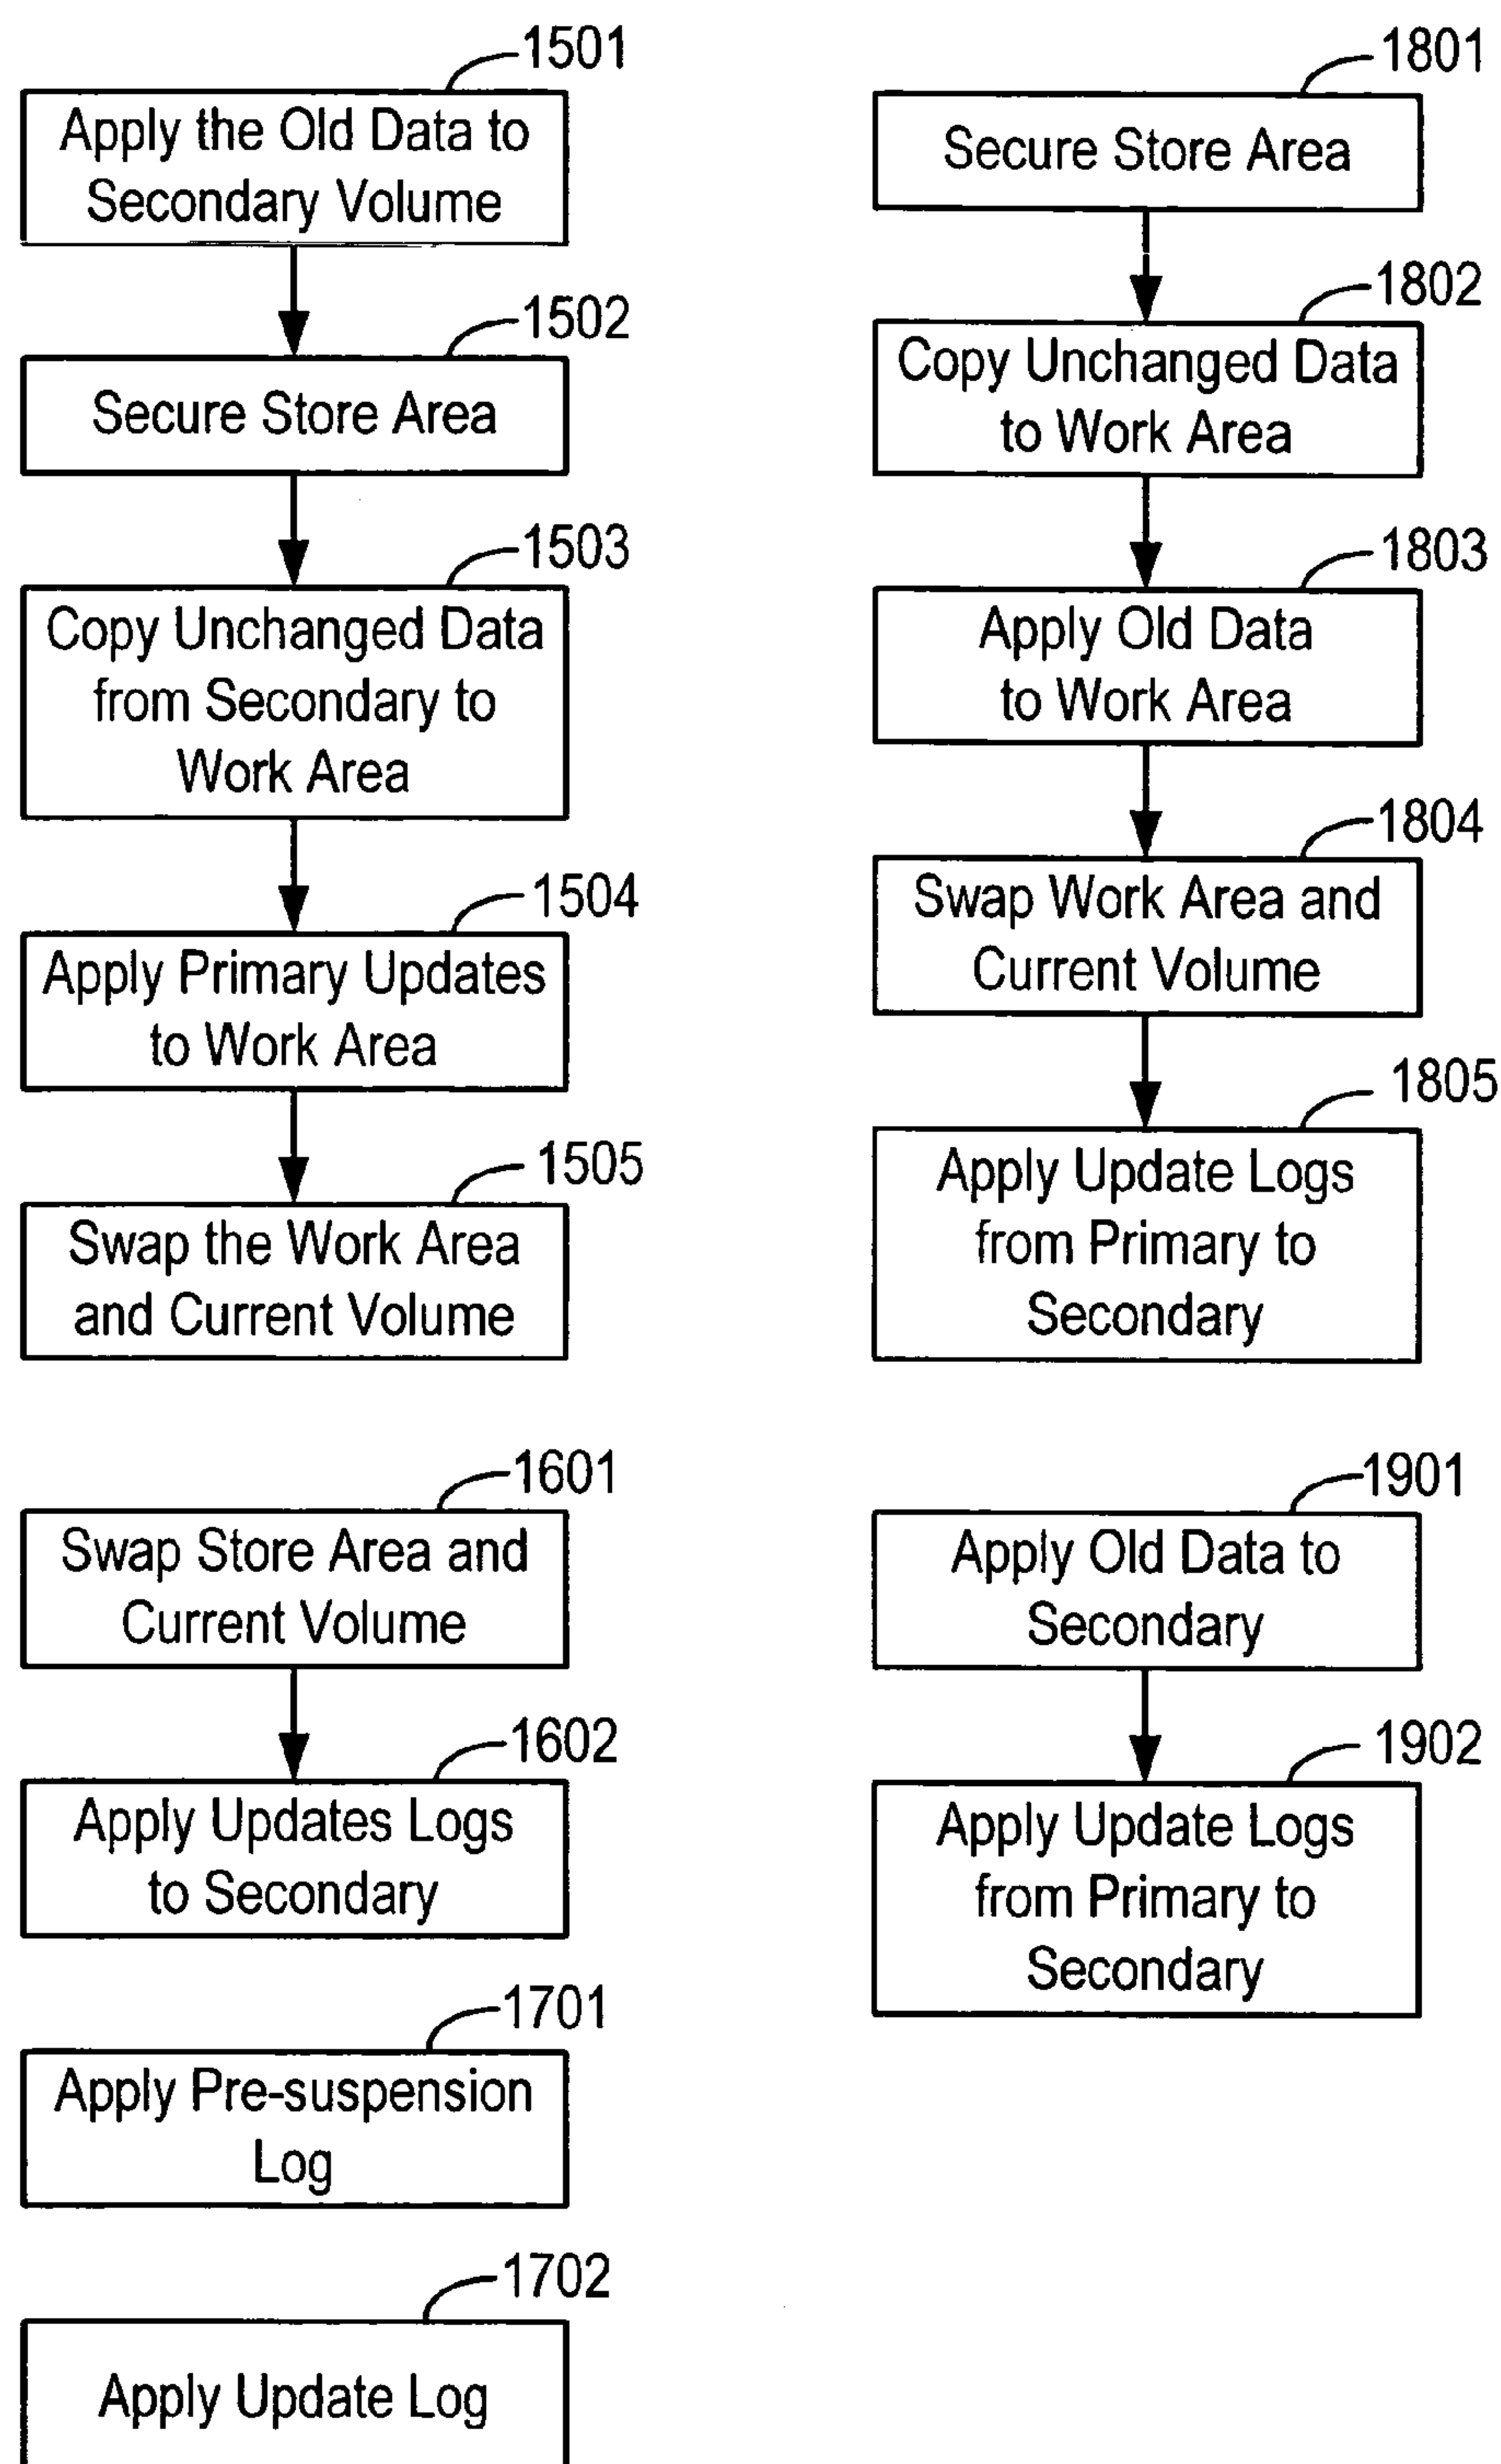 1501
Apply the Old Data to
Secondary Volume
1502
Secure Store Area
1503
Copy Unchanged Data
from Secondary to
Work Area
1504
Apply Primary Updates
to Work Area
1505
Swap the Work Area
and Current Volume
1601
Swap Store Area and
Current Volume
1602
Apply Updates Logs
to Secondary
1701
Apply Pre-suspension
Log
1702
Apply Update Log
1801
Secure Store Area
1802
Copy Unchanged Data
to Work Area
1803
Apply Old Data
to Work Area
1804
Swap Work Area and
Current Volume
1805
Apply Update Logs
from Primary to
Secondary
1901
Apply Old Data to
Secondary
1902
Apply Update Logs
from Primary to
Secondary